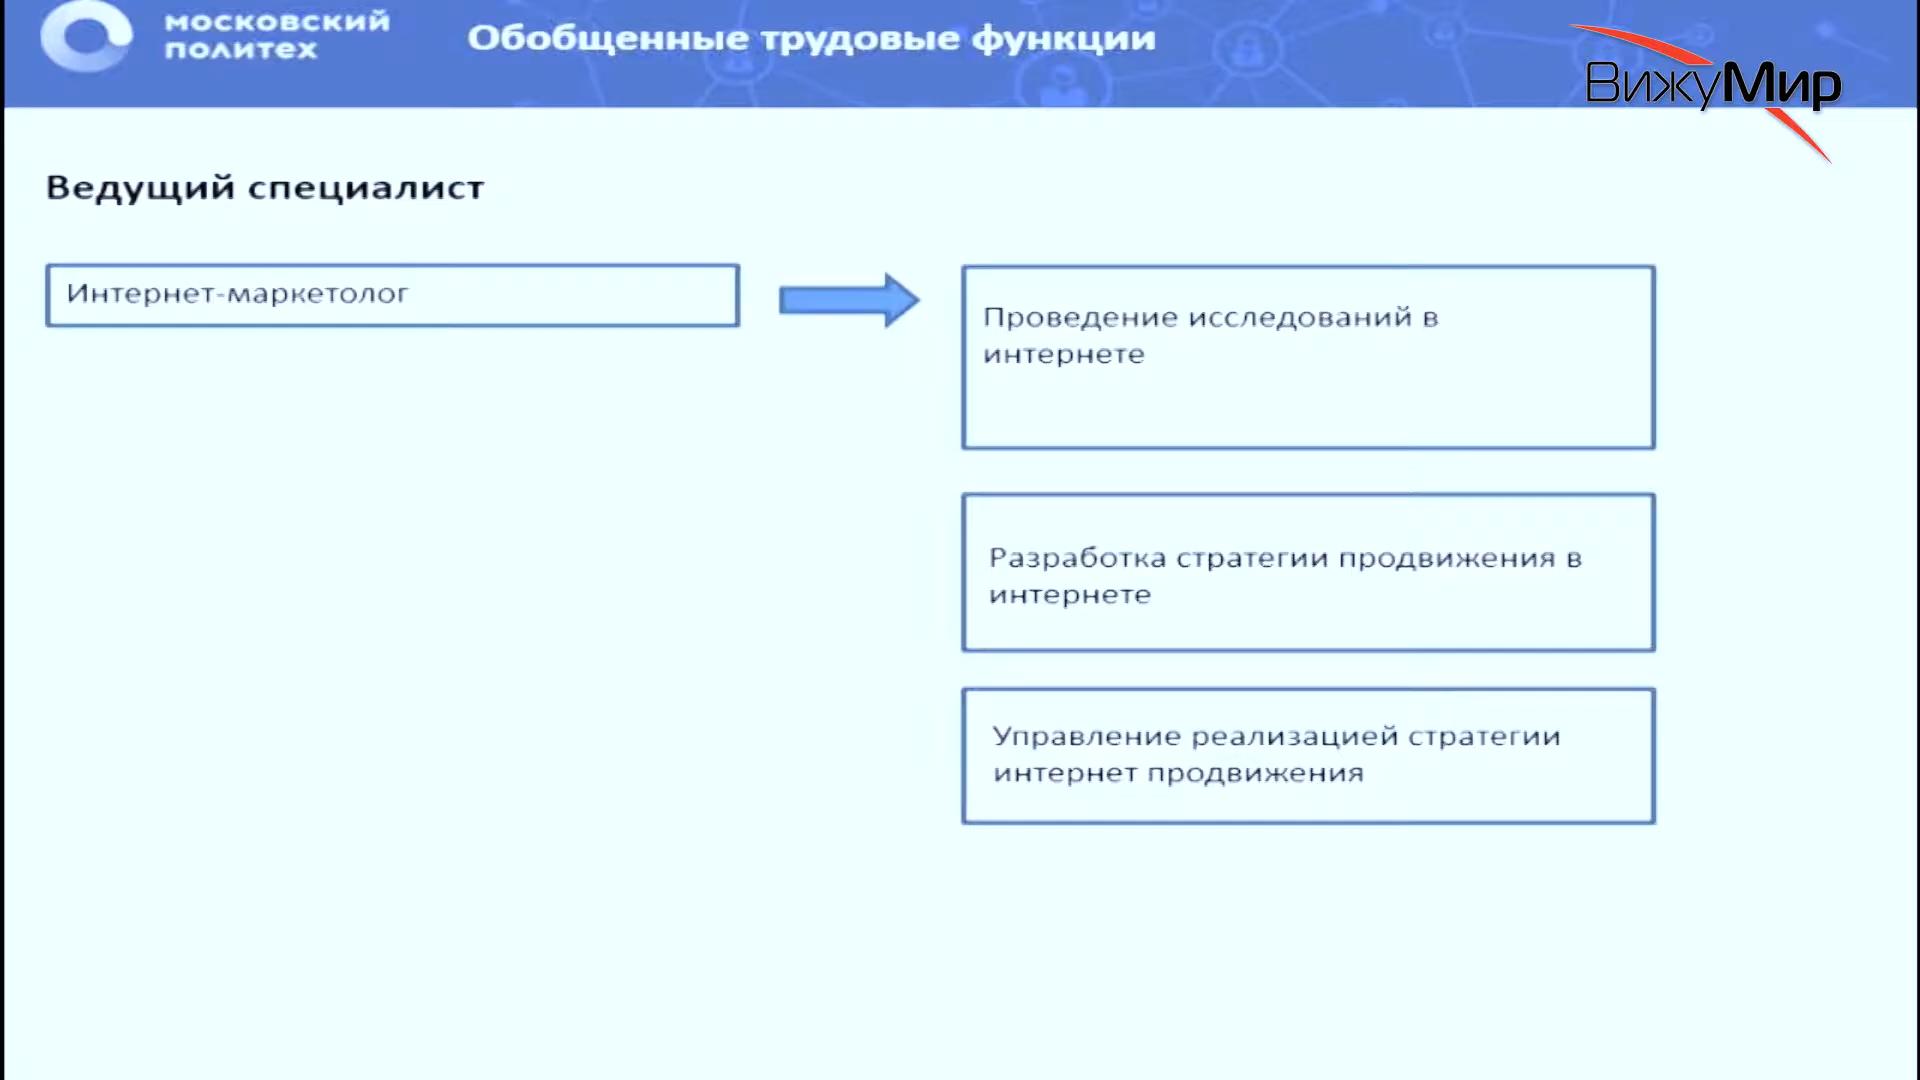 московский
политех
Обобщенные трудовые функции
ВижуМир
Ведущий специалист
Интернет-маркетолог
Проведение исследований в
интернете
Разработка стратегии продвижения в
интернете
Управление реализацией стратегии
интернет продвижения